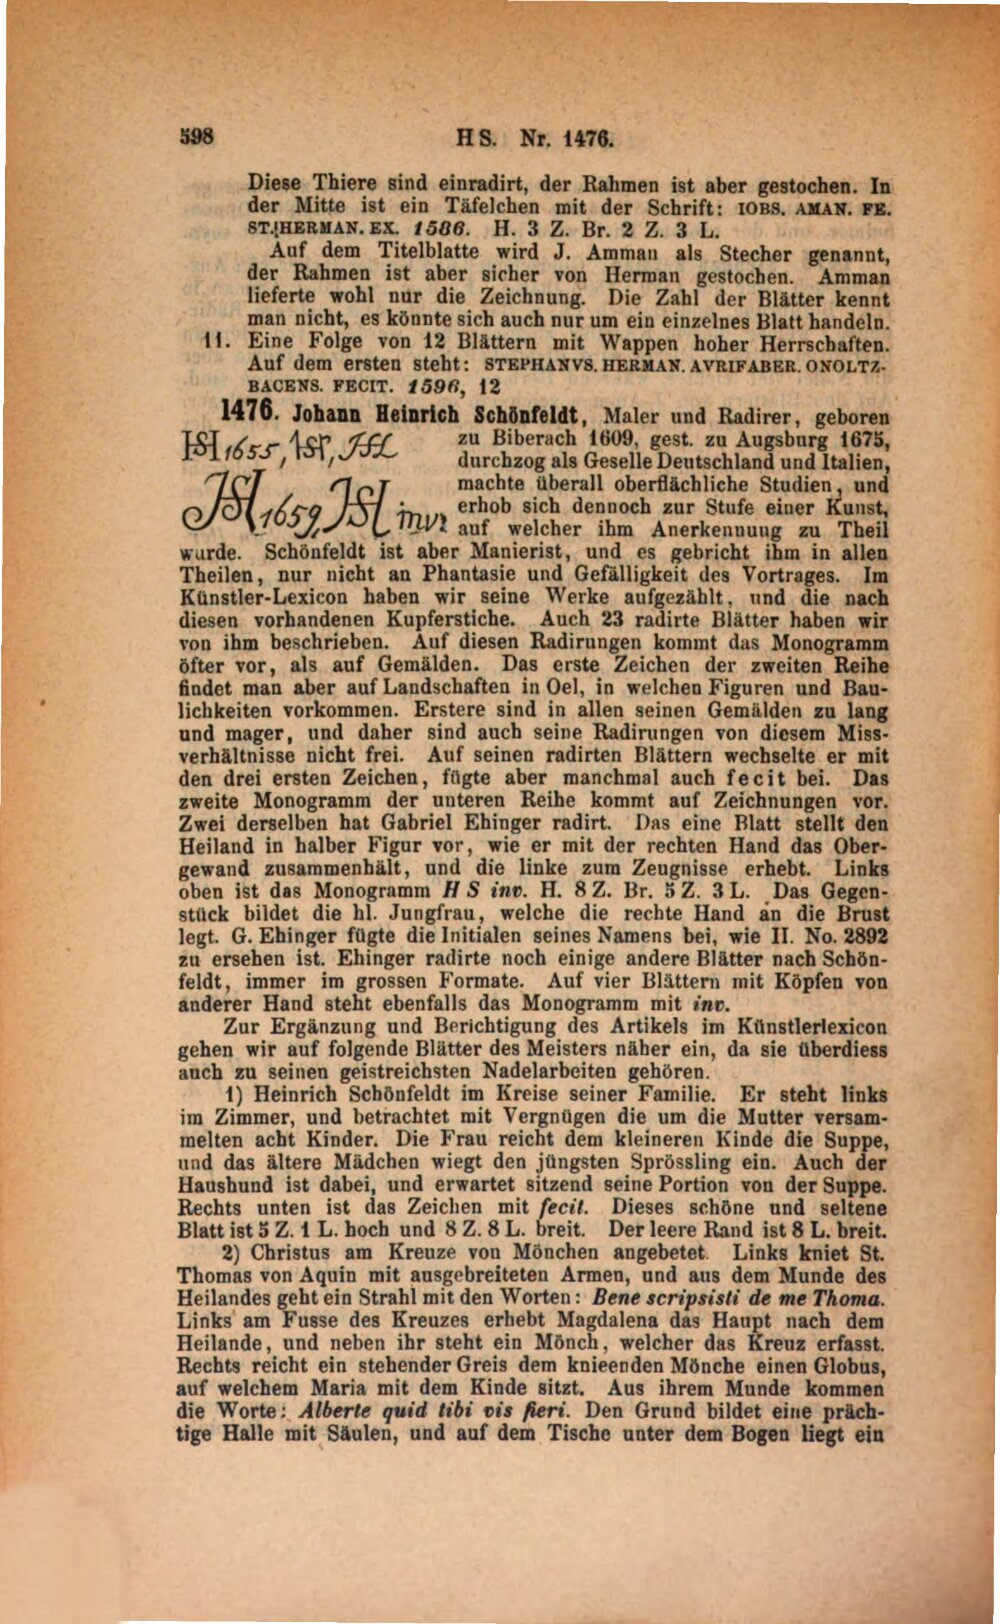 598 HS. Nr. 1476.
Diese Thiere sind einradirt, der Rahmen ist aber gestochen. In
der Mitte ist ein Täfelchen mit der Schrift: IOBS. AMAN. FE.
ST. HERMAN. EX. 1586. H. 3 Z. Br. 2 Z. 3 L.
Auf dem Titelblatte wird J. Amman als Stecher genannt,
der Rahmen ist aber sicher von Herman gestochen. Amman
lieferte wohl nur die Zeichnung. Die Zahl der Blätter kennt
man nicht, es könnte sich auch nur um ein einzelnes Blatt handeln.
11. Eine Folge von 12 Blättern mit Wappen hoher Herrschaften.
Auf dem ersten steht: STEPHANVS. HERMAN. AVRIFABER. ONOLTZ-
BACENS. FECIT. 1596, 12
1476. Johann Heinrich Schönfeldt, Maler und Radirer, geboren
HS 1655, HSF, JHS
zu Biberach 1609, gest. zu Augsburg 1675,
durchzog als Geselle Deutschland und Italien,
machte überall oberflächliche Studien, und
JHS 1659, JHS inv
erhob sich dennoch zur Stufe einer Kunst,
auf welcher ihm Anerkennung zu Theil
wurde. Schönfeldt ist aber Manierist, und es gebricht ihm in allen
Theilen, nur nicht an Phantasie und Gefälligkeit des Vortrages. Im
Künstler-Lexicon haben wir seine Werke aufgezählt, und die nach
diesen vorhandenen Kupferstiche. Auch 23 radirte Blätter haben wir
von ihm beschrieben. Auf diesen Radirungen kommt das Monogramm
öfter vor, als auf Gemälden. Das erste Zeichen der zweiten Reihe
findet man aber auf Landschaften in Oel, in welchen Figuren und Bau-
lichkeiten vorkommen. Erstere sind in allen seinen Gemälden zu lang
und mager, und daher sind auch seine Radirungen von diesem Miss-
verhältnisse nicht frei. Auf seinen radirten Blättern wechselte er mit
den drei ersten Zeichen, fügte aber manchmal auch fecit bei. Das
zweite Monogramm der unteren Reihe kommt auf Zeichnungen vor.
Zwei derselben hat Gabriel Ehinger radirt. Das eine Blatt stellt den
Heiland in halber Figur vor, wie er mit der rechten Hand das Ober-
gewand zusammenhält, und die linke zum Zeugnisse erhebt. Links
oben ist das Monogramm H S inv. H. 8 Z. Br. 5 Z. 3 L. Das Gegen-
stück bildet die hl. Jungfrau, welche die rechte Hand an die Brust
legt. G. Ehinger fügte die Initialen seines Namens bei, wie II. No. 2892
zu ersehen ist. Ehinger radirte noch einige andere Blätter nach Schön-
feldt, immer im grossen Formate. Auf vier Blättern mit Köpfen von
anderer Hand steht ebenfalls das Monogramm mit inv.
Zur Ergänzung und Berichtigung des Artikels im Künstlerlexicon
gehen wir auf folgende Blätter des Meisters näher ein, da sie überdiess
auch zu seinen geistreichsten Nadelarbeiten gehören.
1) Heinrich Schönfeldt im Kreise seiner Familie. Er steht links
im Zimmer, und betrachtet mit Vergnügen die um die Mutter versam-
melten acht Kinder. Die Frau reicht dem kleineren Kinde die Suppe,
und das ältere Mädchen wiegt den jüngsten Sprössling ein. Auch der
Haushund ist dabei, und erwartet sitzend seine Portion von der Suppe.
Rechts unten ist das Zeichen mit fecit. Dieses schöne und seltene
Blatt ist 5 Z. 1 L. hoch und 8 Z. 8 L. breit. Der leere Rand ist 8 L. breit.
2) Christus am Kreuze von Mönchen angebetet. Links kniet St.
Thomas von Aquin mit ausgebreiteten Armen, und aus dem Munde des
Heilandes geht ein Strahl mit den Worten: Bene scripsisti de me Thoma.
Links am Fusse des Kreuzes erhebt Magdalena das Haupt nach dem
Heilande, und neben ihr steht ein Mönch, welcher das Kreuz erfasst.
Rechts reicht ein stehender Greis dem knieenden Mönche einen Globus,
auf welchem Maria mit dem Kinde sitzt. Aus ihrem Munde kommen
die Worte: Alberte quid tibi vis fieri. Den Grund bildet eine präch-
tige Halle mit Säulen, und auf dem Tische unter dem Bogen liegt ein